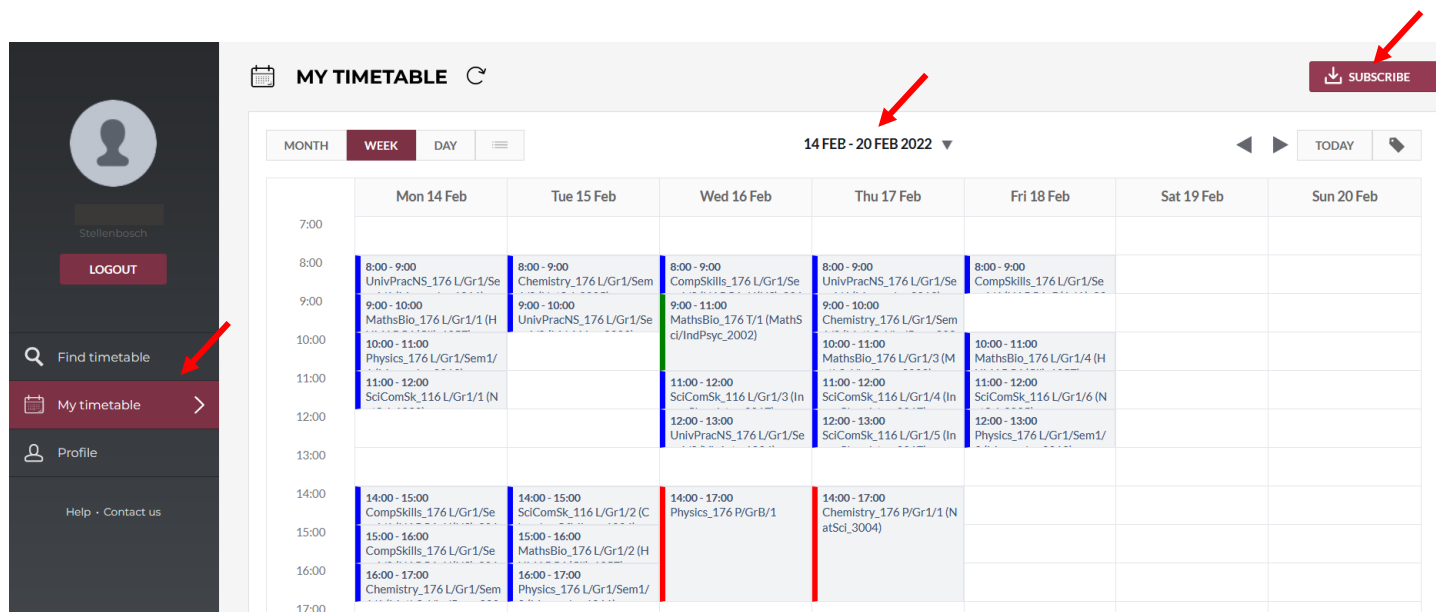 MY TIMETABLE
SUBSCRIBE
Stellenbosch
LOGOUT
Find timetable
My timetable
Profile
Help · Contact us
MONTH WEEK DAY
14 FEB - 20 FEB 2022
TODAY
Mon 14 Feb Tue 15 Feb Wed 16 Feb Thu 17 Feb Fri 18 Feb Sat 19 Feb Sun 20 Feb
7:00
8:00
9:00
10:00
11:00
12:00
13:00
14:00
15:00
16:00
17:00
8:00 - 9:00
UnivPracNS_176 L/Gr1/Se
9:00 - 10:00
MathsBio_176 L/Gr1/1 (H
10:00 - 11:00
Physics_176 L/Gr1/Sem1/
11:00 - 12:00
SciComSk_116 L/Gr1/1 (N
14:00 - 15:00
CompSkills_176 L/Gr1/Se
15:00 - 16:00
CompSkills_176 L/Gr1/Se
16:00 - 17:00
Chemistry_176 L/Gr1/Sem
8:00 - 9:00
Chemistry_176 L/Gr1/Sem
9:00 - 10:00
UnivPracNS_176 L/Gr1/Se
14:00 - 15:00
SciComSk_116 L/Gr1/2 (C
15:00 - 16:00
MathsBio_176 L/Gr1/2 (H
16:00 - 17:00
Physics_176 L/Gr1/Sem1/
8:00 - 9:00
CompSkills_176 L/Gr1/Se
9:00 - 11:00
MathsBio_176 T/1 (MathS
ci/IndPsyc_2002)
11:00 - 12:00
SciComSk_116 L/Gr1/3 (In
12:00 - 13:00
UnivPracNS_176 L/Gr1/Se
14:00 - 17:00
Physics_176 P/GrB/1
8:00 - 9:00
UnivPracNS_176 L/Gr1/Se
9:00 - 10:00
Chemistry_176 L/Gr1/Sem
10:00 - 11:00
MathsBio_176 L/Gr1/3 (M
11:00 - 12:00
SciComSk_116 L/Gr1/4 (In
12:00 - 13:00
SciComSk_116 L/Gr1/5 (In
14:00 - 17:00
Chemistry_176 P/Gr1/1 (N
atSci_3004)
8:00 - 9:00
CompSkills_176 L/Gr1/Se
10:00 - 11:00
MathsBio_176 L/Gr1/4 (H
11:00 - 12:00
SciComSk_116 L/Gr1/6 (N
12:00 - 13:00
Physics_176 L/Gr1/Sem1/